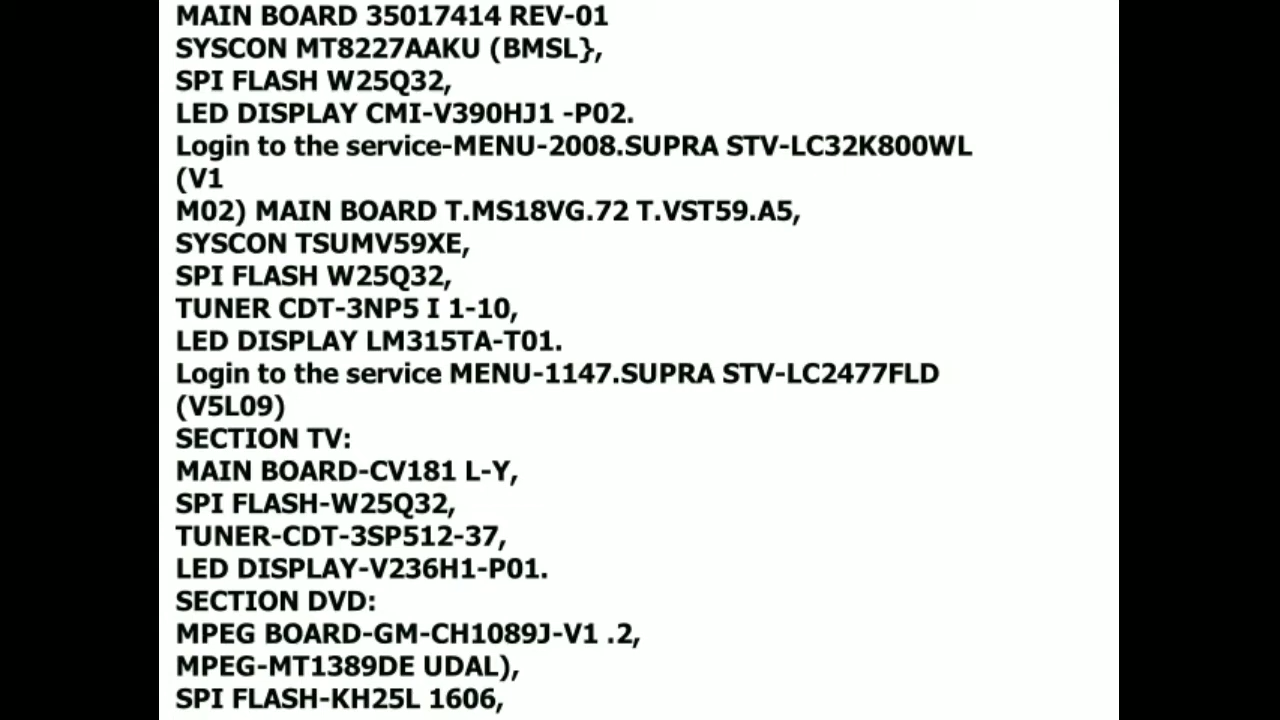 MAIN BOARD 35017414 REV-01
SYSCON MT8227AAKU (BMSL},
SPI FLASH W25Q32,
LED DISPLAY CMI-V390HJ1 -P02.
Login to the service-MENU-2008.SUPRA STV-LC32K800WL
(V1
M02) MAIN BOARD T.MS18VG.72 T.VST59.A5,
SYSCON TSUMV59XE,
SPI FLASH W25Q32,
TUNER CDT-3NP5 I 1-10,
LED DISPLAY LM315TA-T01.
Login to the service MENU-1147.SUPRA STV-LC2477FLD
(V5L09)
SECTION TV:
MAIN BOARD-CV181 L-Y,
SPI FLASH-W25Q32,
TUNER-CDT-3SP512-37,
LED DISPLAY-V236H1-P01.
SECTION DVD:
MPEG BOARD-GM-CH1089J-V1 .2,
MPEG-MT1389DE UDAL),
SPI FLASH-KH25L 1606,